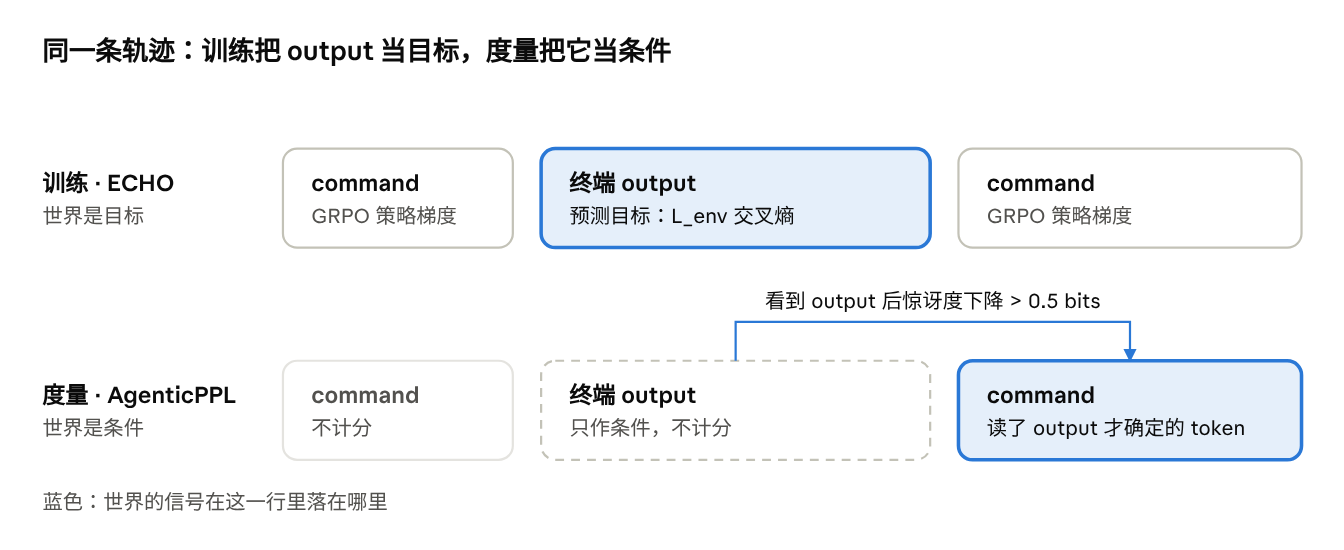 同一条轨迹：训练把 output 当目标，度量把它当条件
训练 · ECHO
世界是目标
command
GRPO 策略梯度
终端 output
预测目标：L_env 交叉熵
command
GRPO 策略梯度
看到 output 后惊讶度下降 > 0.5 bits
度量 · AgenticPPL
世界是条件
command
不计分
终端 output
只作条件，不计分
command
读了 output 才确定的 token
蓝色：世界的信号在这一行里落在哪里